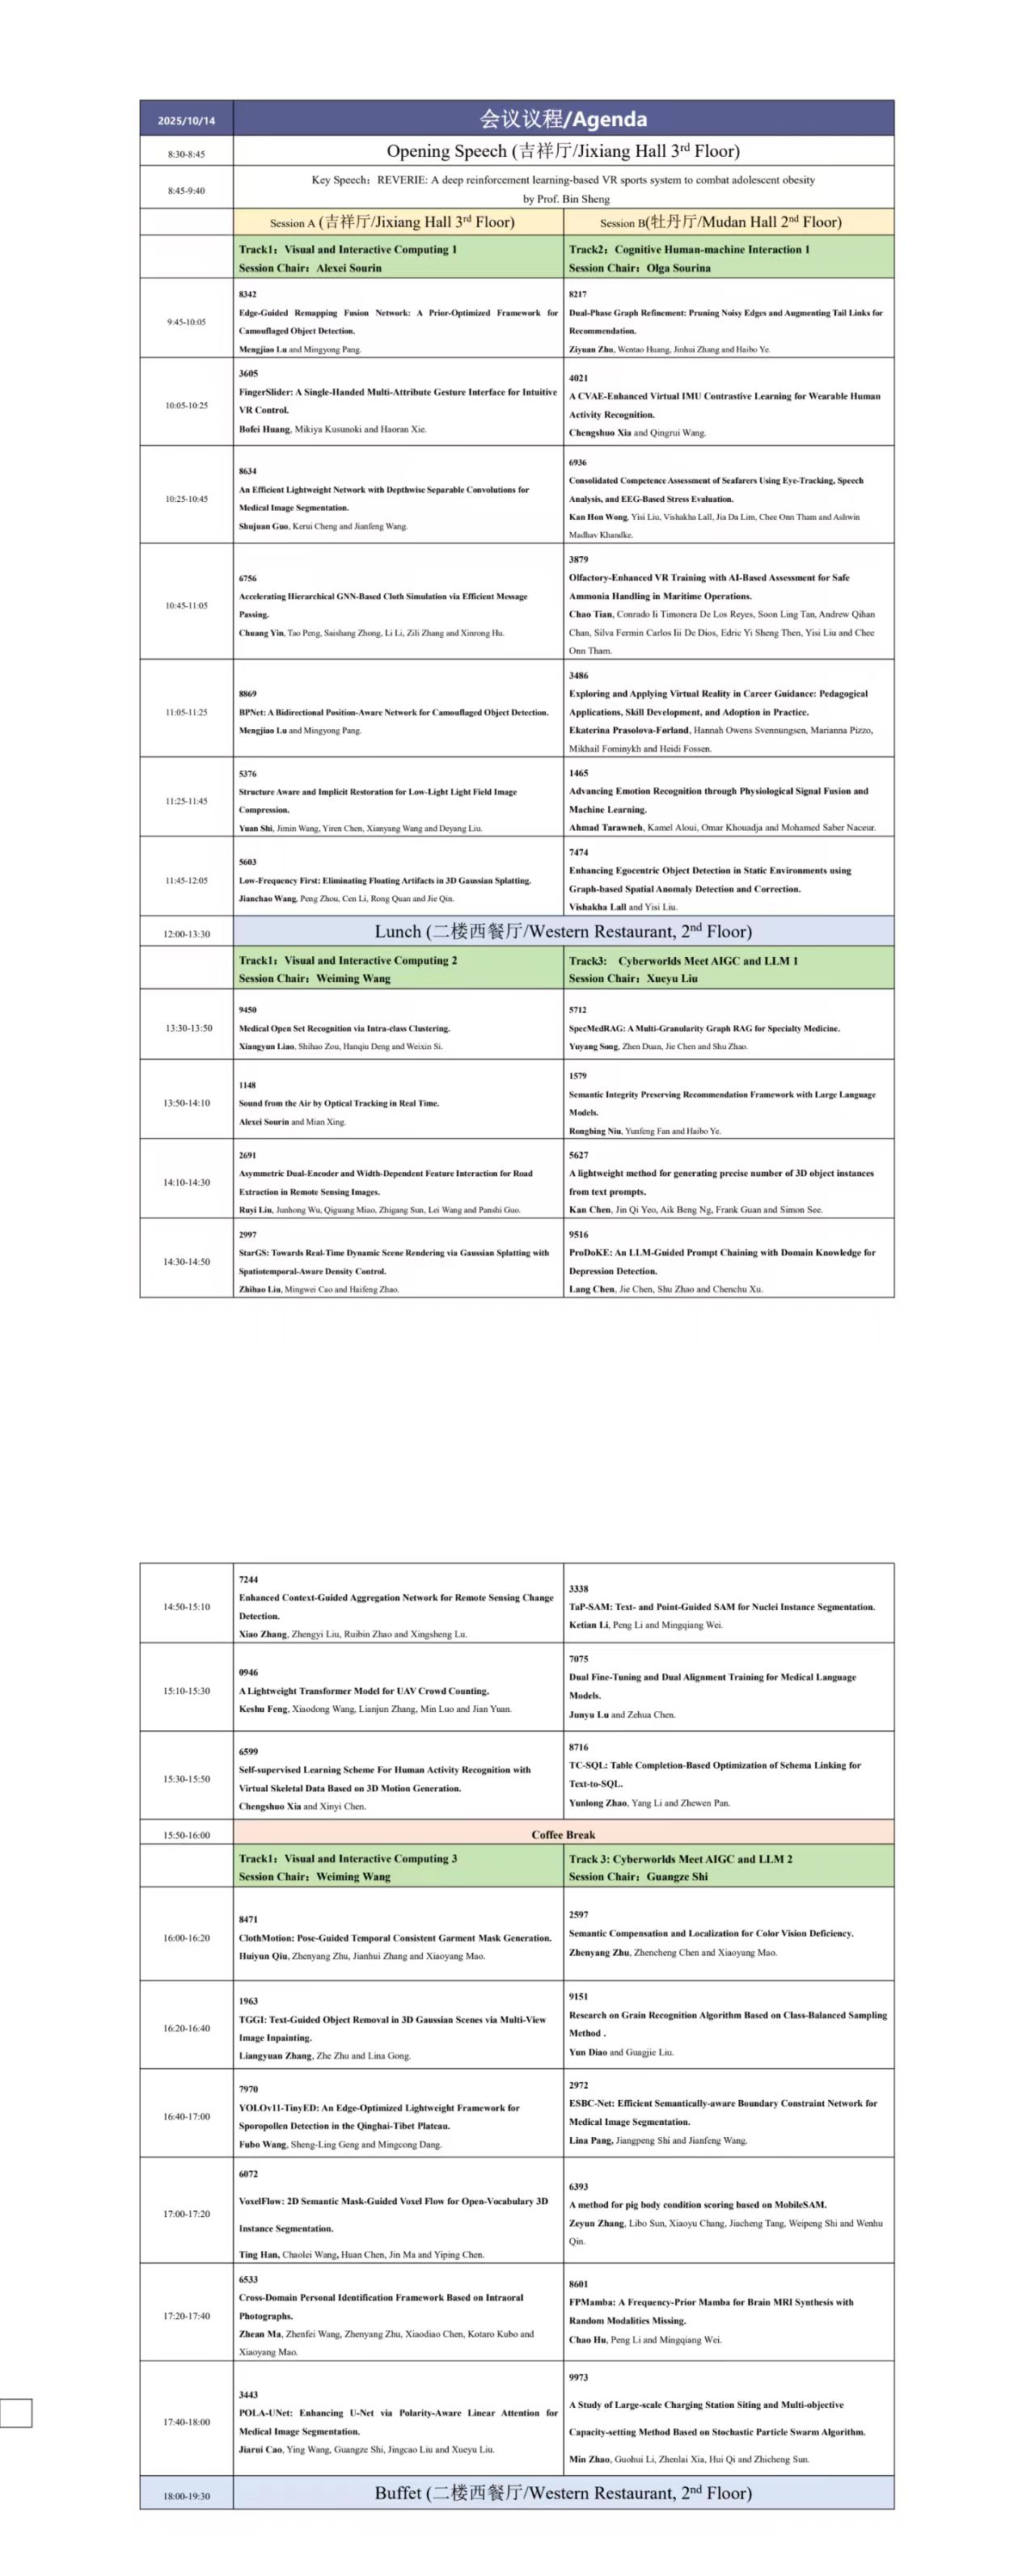 2025/10/14
会议议程/Agenda
8:30-8:45
Opening Speech (吉祥厅/Jixiang Hall 3rd Floor)
8:45-9:40
Key Speech：REVERIE: A deep reinforcement learning-based VR sports system to combat adolescent obesity
by Prof. Bin Sheng
Session A (吉祥厅/Jixiang Hall 3rd Floor)
Session B(牡丹厅/Mudan Hall 2nd Floor)
Track1：Visual and Interactive Computing 1
Session Chair：Alexei Sourin
Track2：Cognitive Human-machine Interaction 1
Session Chair：Olga Sourina
9:45-10:05
8342
Edge-Guided Remapping Fusion Network: A Prior-Optimized Framework for
Camouflaged Object Detection.
Mengjiao Lu and Mingyong Pang.
8217
Dual-Phase Graph Refinement: Pruning Noisy Edges and Augmenting Tail Links for
Recommendation.
Ziyuan Zhu, Wentao Huang, Jinhui Zhang and Haibo Ye.
10:05-10:25
3605
FingerSlider: A Single-Handed Multi-Attribute Gesture Interface for Intuitive
VR Control.
Bofei Huang, Mikiya Kusunoki and Haoran Xie.
4021
A CVAE-Enhanced Virtual IMU Contrastive Learning for Wearable Human
Activity Recognition.
Chengshuo Xia and Qingrui Wang.
10:25-10:45
8634
An Efficient Lightweight Network with Depthwise Separable Convolutions for
Medical Image Segmentation.
Shujuan Guo, Kerui Cheng and Jianfeng Wang.
6936
Consolidated Competence Assessment of Seafarers Using Eye-Tracking, Speech
Analysis, and EEG-Based Stress Evaluation.
Kan Hon Wong, Yisi Liu, Vishakha Lall, Jia Da Lim, Chee Onn Tham and Ashwin
Madhav Khandke.
10:45-11:05
6756
Accelerating Hierarchical GNN-Based Cloth Simulation via Efficient Message
Passing.
Chuang Yin, Tao Peng, Saishang Zhong, Li Li, Zili Zhang and Xinrong Hu.
3879
Olfactory-Enhanced VR Training with AI-Based Assessment for Safe
Ammonia Handling in Maritime Operations.
Chao Tian, Conrado Ii Timonera De Los Reyes, Soon Ling Tan, Andrew Qihan
Chan, Silva Fermin Carlos Iii De Dios, Edric Yi Sheng Then, Yisi Liu and Chee
Onn Tham.
11:05-11:25
8869
BPNet: A Bidirectional Position-Aware Network for Camouflaged Object Detection.
Mengjiao Lu and Mingyong Pang.
3486
Exploring and Applying Virtual Reality in Career Guidance: Pedagogical
Applications, Skill Development, and Adoption in Practice.
Ekaterina Prasolova-Førland, Hannah Owens Svennungsen, Marianna Pizzo,
Mikhail Fominykh and Heidi Fossen.
11:25-11:45
5376
Structure Aware and Implicit Restoration for Low-Light Light Field Image
Compression.
Yuan Shi, Jimin Wang, Yiren Chen, Xianyang Wang and Deyang Liu.
1465
Advancing Emotion Recognition through Physiological Signal Fusion and
Machine Learning.
Ahmad Tarawneh, Kamel Aloui, Omar Khouadja and Mohamed Saber Naceur.
11:45-12:05
5603
Low-Frequency First: Eliminating Floating Artifacts in 3D Gaussian Splatting.
Jianchao Wang, Peng Zhou, Cen Li, Rong Quan and Jie Qin.
7474
Enhancing Egocentric Object Detection in Static Environments using
Graph-based Spatial Anomaly Detection and Correction.
Vishakha Lall and Yisi Liu.
12:00-13:30
Lunch (二楼西餐厅/Western Restaurant, 2nd Floor)
Track1：Visual and Interactive Computing 2
Session Chair：Weiming Wang
Track3: Cyberworlds Meet AIGC and LLM 1
Session Chair：Xueyu Liu
13:30-13:50
9450
Medical Open Set Recognition via Intra-class Clustering.
Xiangyun Liao, Shihao Zou, Hanqiu Deng and Weixin Si.
5712
SpecMedRAG: A Multi-Granularity Graph RAG for Specialty Medicine.
Yuyang Song, Zhen Duan, Jie Chen and Shu Zhao.
13:50-14:10
1148
Sound from the Air by Optical Tracking in Real Time.
Alexei Sourin and Mian Xing.
1579
Semantic Integrity Preserving Recommendation Framework with Large Language
Models.
Rongbing Niu, Yunfeng Fan and Haibo Ye.
14:10-14:30
2691
Asymmetric Dual-Encoder and Width-Dependent Feature Interaction for Road
Extraction in Remote Sensing Images.
Ruyi Liu, Junhong Wu, Qiguang Miao, Zhigang Sun, Lei Wang and Panshi Guo.
5627
A lightweight method for generating precise number of 3D object instances
from text prompts.
Kan Chen, Jin Qi Yeo, Aik Beng Ng, Frank Guan and Simon See.
14:30-14:50
2997
StarGS: Towards Real-Time Dynamic Scene Rendering via Gaussian Splatting with
Spatiotemporal-Aware Density Control.
Zhihao Liu, Mingwei Cao and Haifeng Zhao.
9516
ProDoKE: An LLM-Guided Prompt Chaining with Domain Knowledge for
Depression Detection.
Lang Chen, Jie Chen, Shu Zhao and Chenchu Xu.
14:50-15:10
7244
Enhanced Context-Guided Aggregation Network for Remote Sensing Change
Detection.
Xiao Zhang, Zhengyi Liu, Ruibin Zhao and Xingsheng Lu.
3338
TaP-SAM: Text- and Point-Guided SAM for Nuclei Instance Segmentation.
Ketian Li, Peng Li and Mingqiang Wei.
15:10-15:30
0946
A Lightweight Transformer Model for UAV Crowd Counting.
Keshu Feng, Xiaodong Wang, Lianjun Zhang, Min Luo and Jian Yuan.
7075
Dual Fine-Tuning and Dual Alignment Training for Medical Language
Models.
Junyu Lu and Zehua Chen.
15:30-15:50
6599
Self-supervised Learning Scheme For Human Activity Recognition with
Virtual Skeletal Data Based on 3D Motion Generation.
Chengshuo Xia and Xinyi Chen.
8716
TC-SQL: Table Completion-Based Optimization of Schema Linking for
Text-to-SQL.
Yunlong Zhao, Yang Li and Zhewen Pan.
15:50-16:00
Coffee Break
Track1：Visual and Interactive Computing 3
Session Chair：Weiming Wang
Track 3: Cyberworlds Meet AIGC and LLM 2
Session Chair：Guangze Shi
16:00-16:20
8471
ClothMotion: Pose-Guided Temporal Consistent Garment Mask Generation.
Huiyun Qiu, Zhenyang Zhu, Jianhui Zhang and Xiaoyang Mao.
2597
Semantic Compensation and Localization for Color Vision Deficiency.
Zhenyang Zhu, Zhencheng Chen and Xiaoyang Mao.
16:20-16:40
1963
TGGI: Text-Guided Object Removal in 3D Gaussian Scenes via Multi-View
Image Inpainting.
Liangyuan Zhang, Zhe Zhu and Lina Gong.
9151
Research on Grain Recognition Algorithm Based on Class-Balanced Sampling
Method .
Yun Diao and Guagjie Liu.
16:40-17:00
7970
YOLOv11-TinyED: An Edge-Optimized Lightweight Framework for
Sporopollen Detection in the Qinghai-Tibet Plateau.
Fubo Wang, Sheng-Ling Geng and Mingcong Dang.
2972
ESBC-Net: Efficient Semantically-aware Boundary Constraint Network for
Medical Image Segmentation.
Lina Pang, Jiangpeng Shi and Jianfeng Wang.
17:00-17:20
6072
VoxelFlow: 2D Semantic Mask-Guided Voxel Flow for Open-Vocabulary 3D
Instance Segmentation.
Ting Han, Chaolei Wang, Huan Chen, Jin Ma and Yiping Chen.
6393
A method for pig body condition scoring based on MobileSAM.
Zeyun Zhang, Libo Sun, Xiaoyu Chang, Jiacheng Tang, Weipeng Shi and Wenhu
Qin.
17:20-17:40
6533
Cross-Domain Personal Identification Framework Based on Intraoral
Photographs.
Zhean Ma, Zhenfei Wang, Zhenyang Zhu, Xiaodiao Chen, Kotaro Kubo and
Xiaoyang Mao.
8601
FPMamba: A Frequency-Prior Mamba for Brain MRI Synthesis with
Random Modalities Missing.
Chao Hu, Peng Li and Mingqiang Wei.
17:40-18:00
3443
POLA-UNet: Enhancing U-Net via Polarity-Aware Linear Attention for
Medical Image Segmentation.
Jiarui Cao, Ying Wang, Guangze Shi, Jingcao Liu and Xueyu Liu.
9973
A Study of Large-scale Charging Station Siting and Multi-objective
Capacity-setting Method Based on Stochastic Particle Swarm Algorithm.
Min Zhao, Guohui Li, Zhenlai Xia, Hui Qi and Zhicheng Sun.
18:00-19:30
Buffet (二楼西餐厅/Western Restaurant, 2nd Floor)